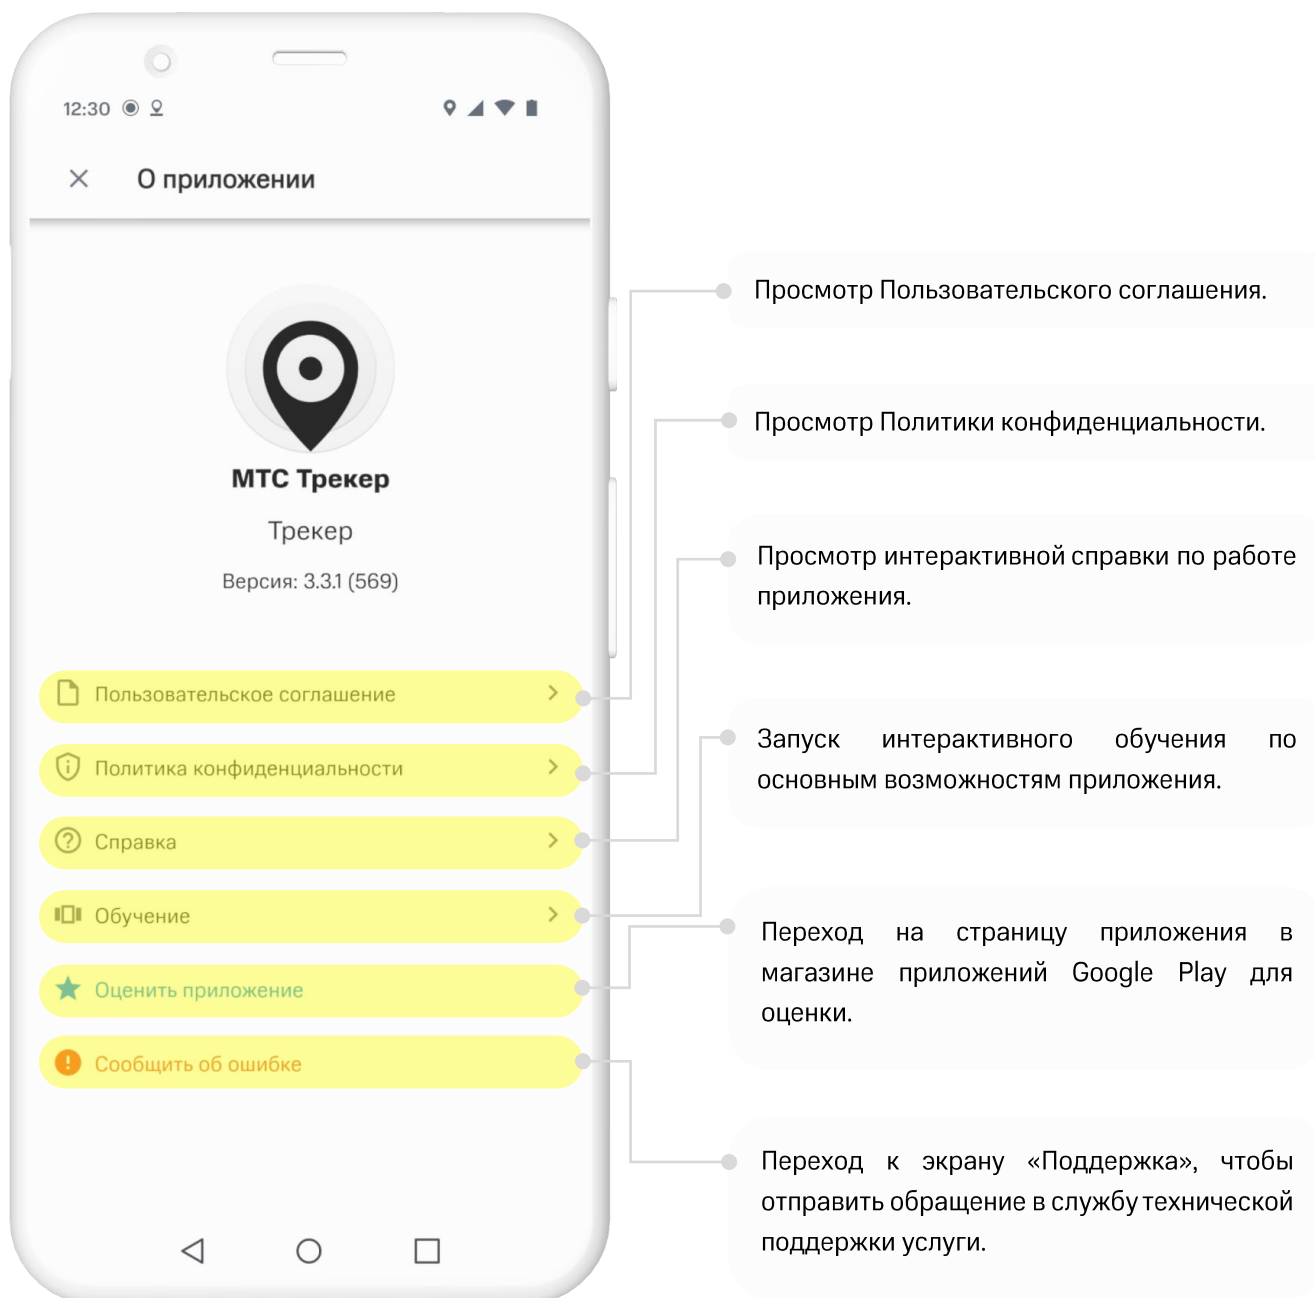 12:30
О приложении
МТС Трекер
Трекер
Версия: 3.3.1 (569)
Пользовательское соглашение
Политика конфиденциальности
Справка
Обучение
Оценить приложение
Сообщить об ошибке
Просмотр Пользовательского соглашения.
Просмотр Политики конфиденциальности.
Просмотр интерактивной справки по работе
приложения.
Запуск интерактивного обучения по
основным возможностям приложения.
Переход на страницу приложения в
магазине приложений Google Play для
оценки.
Переход к экрану «Поддержка», чтобы
отправить обращение в службу технической
поддержки услуги.